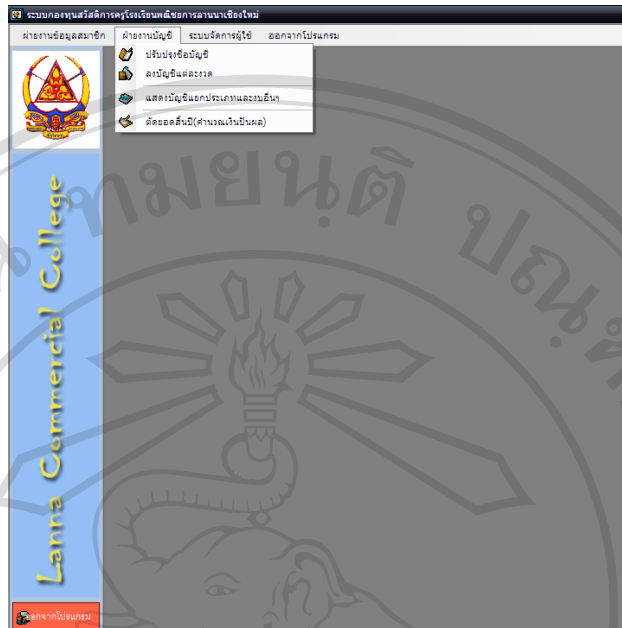 ระบบกองทุนสวัสดิการครูโรงเรียนพณิชยการลานนาเชียงใหม่
ฝ่ายงานข้อมูลสมาชิก ฝ่ายงานบัญชี ระบบจัดการผู้ใช้ ออกจากโปรแกรม
ปรับปรุงชื่อบัญชี
ลงบัญชีแต่ละงวด
แสดงบัญชีแยกประเภทและงบอื่นๆ
ตัดยอดสิ้นปี(คำนวณเงินปันผล)
Lanna Commercial College
ออกจากโปรแกรม